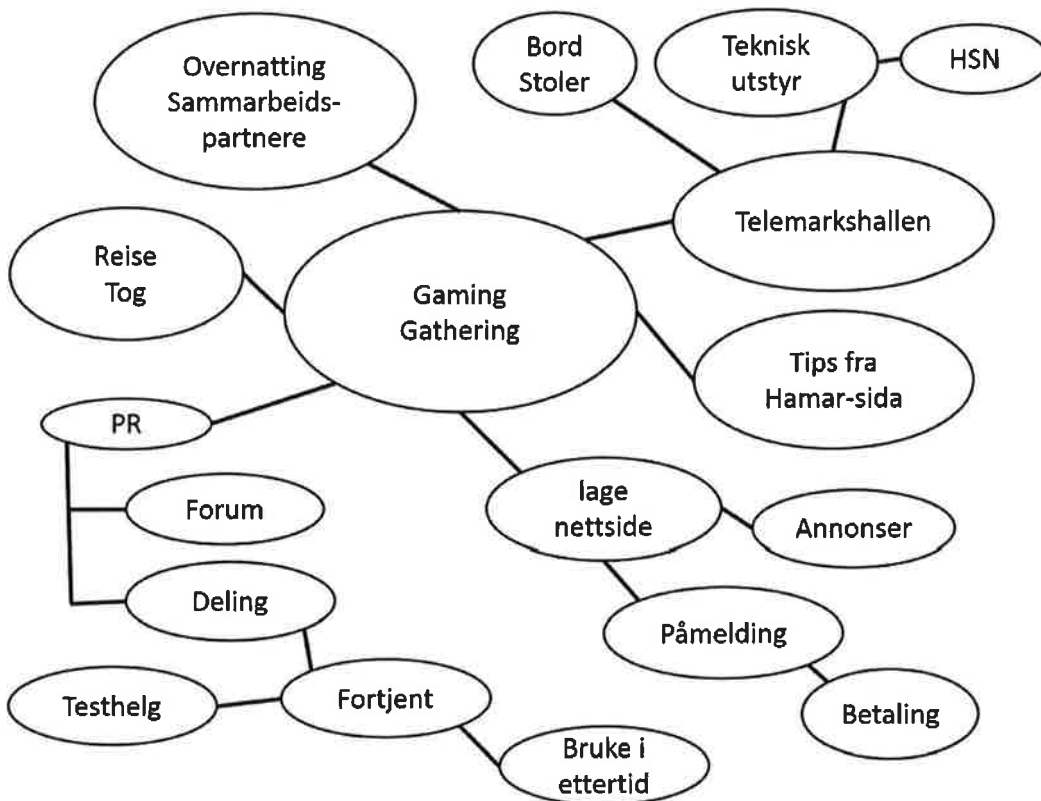 Overnatting
Sammarbeids-
partnere
Bord
Stoler
Teknisk
utstyr
HSN
Telemarkshallen
Reise
Tog
Gaming
Gathering
Tips fra
Hamar-sida
PR
Forum
Deling
Testhelg
Fortjent
Bruke i
ettertid
lage
nettside
Annonser
Påmelding
Betaling